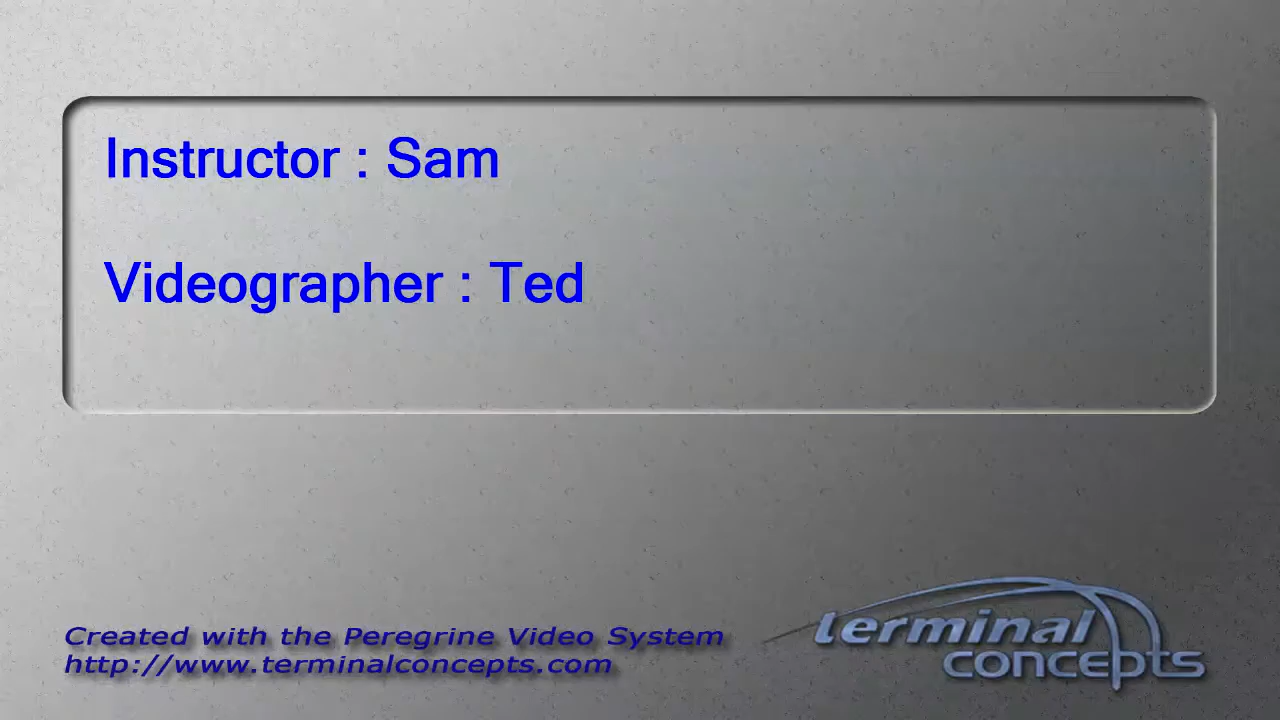 Instructor : Sam
Videographer : Ted
Created with the Peregrine Video System
http://www.terminalconcepts.com
terminal
concepts